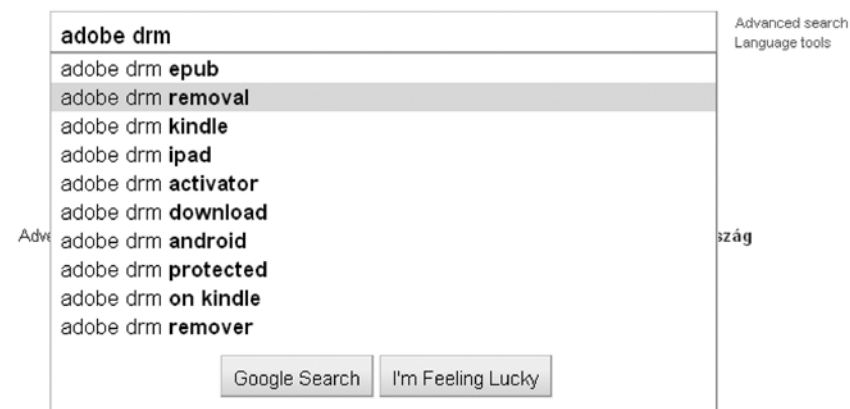 adobe drm
Advanced search
Language tools
adobe drm epub
adobe drm removal
adobe drm kindle
adobe drm ipad
adobe drm activator
adobe drm download
adobe drm android
Adve
szág
adobe drm protected
adobe drm on kindle
adobe drm remover
Google Search
I'm Feeling Lucky